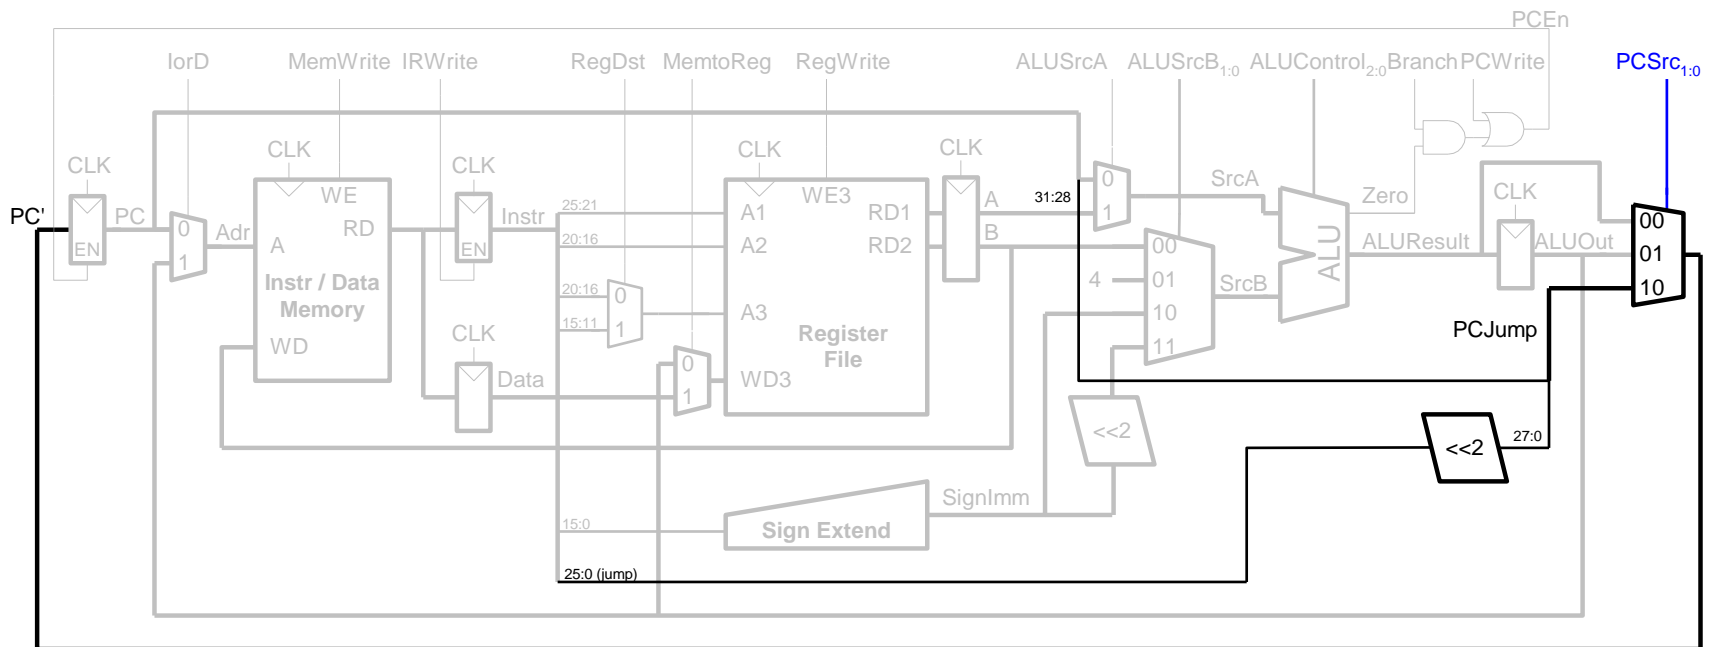 PCEn
IorD MemWrite IRWrite RegDst MemtoReg RegWrite ALUSrcA ALUSrcB1:0 ALUControl2:0 Branch PCWrite PCSrc1:0
CLK CLK CLK CLK CLK
WE WE3 0 SrcA CLK
31:28 A
PC' PC 0 Adr A RD Instr 25:21 A1 RD1 1 Zero 00
EN EN 20:16 A2 RD2 B 00 ALU ALUResult ALUOut 01
1 4 01 SrcB 10
Instr / Data
Memory
20:16 0 A3 10
15:11 1 Register
File
PCJump
WD CLK 0 11
Data 1 WD3
<<2 <<2 27:0
SignImm
15:0 Sign Extend
25:0 (jump)